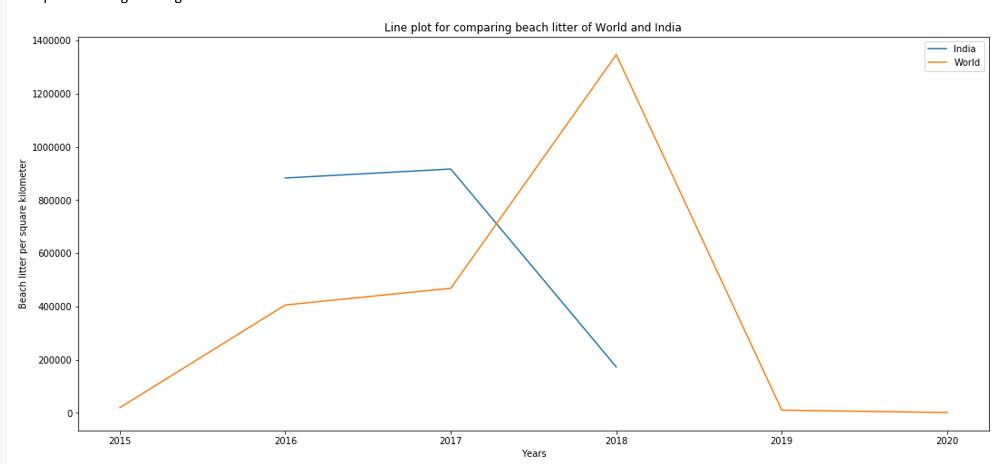 Line plot for comparing beach litter of World and India
India
World
1400000
1200000
1000000
800000
600000
400000
200000
0
Beach litter per square kilometer
2015 2016 2017 2018 2019 2020
Years